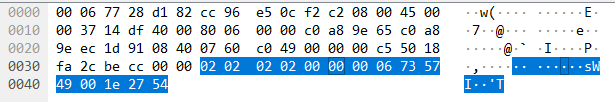 0000 00 06 77 28 d1 82 cc 96 e5 0c f2 c2 08 00 45 00 ··w(···· ······E·
0010 00 37 14 df 40 00 80 06 00 00 c0 a8 9e 65 c0 a8 ·7··@··· ·····e··
0020 9e ec 1d 91 08 40 07 60 c0 49 00 00 00 c5 50 18 ·····@·` ·I····P·
0030 fa 2c be cc 00 00 02 02 02 02 00 00 00 06 73 57 ·,······ ······sW
0040 49 00 1e 27 54 I··'T